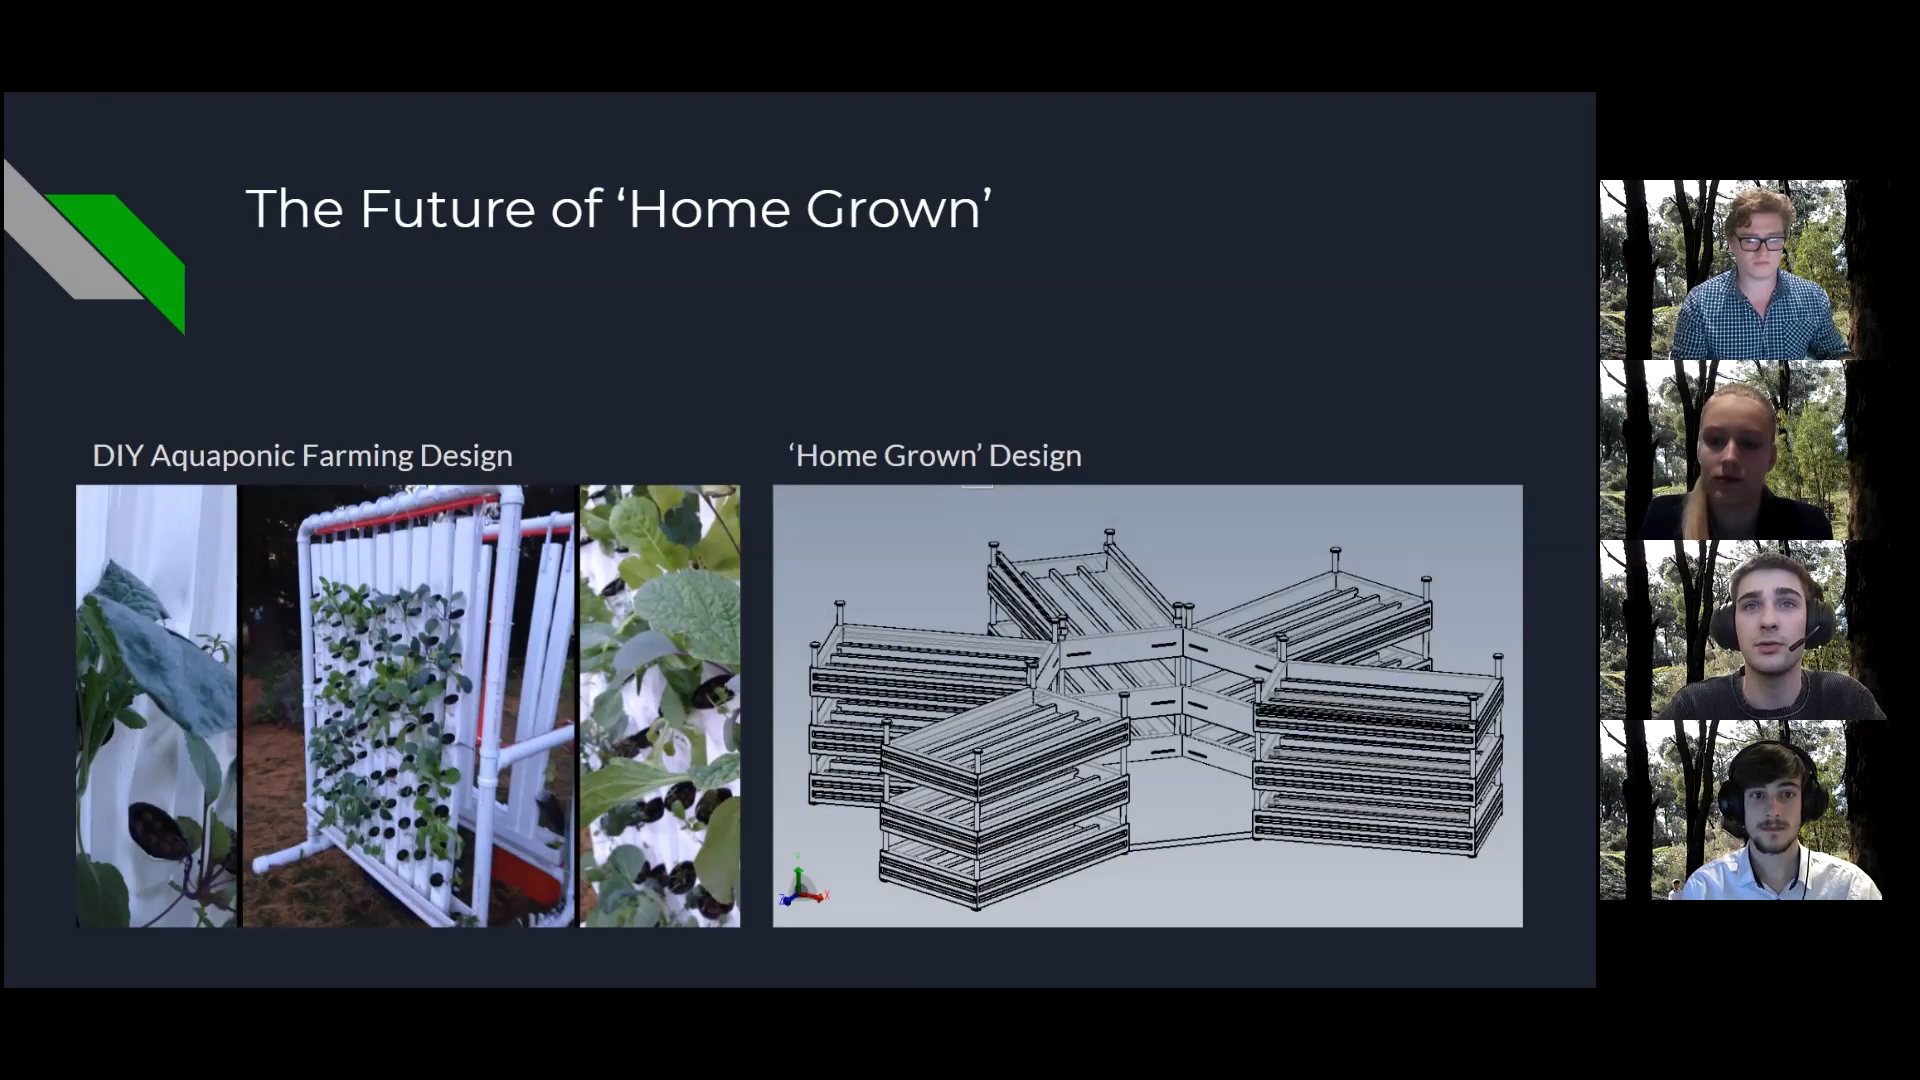 The Future of ‘Home Grown’
DIY Aquaponic Farming Design
‘Home Grown’ Design
Y
Z
X